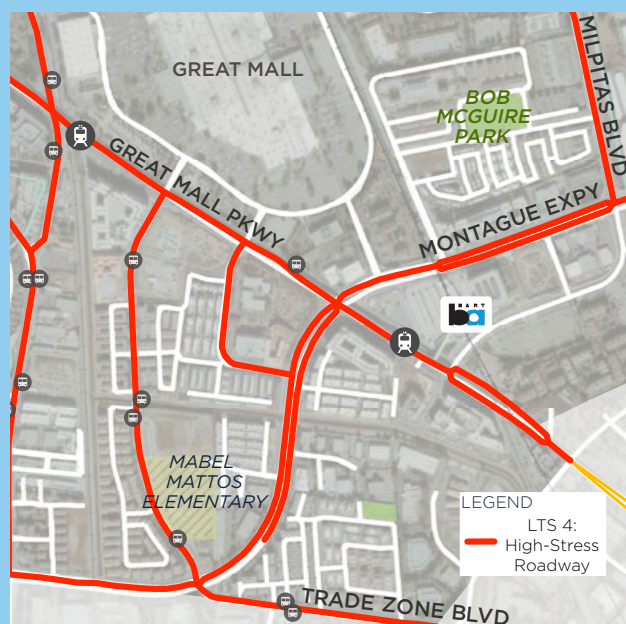 GREAT MALL
BOB
MCGUIRE
PARK
MILPITAS BLVD
GREAT MALL PKWY
MONTAGUE EXPY
BART
ba
MABEL
MATTOS
ELEMENTARY
LEGEND
LTS 4:
High-Stress
Roadway
TRADE ZONE BLVD